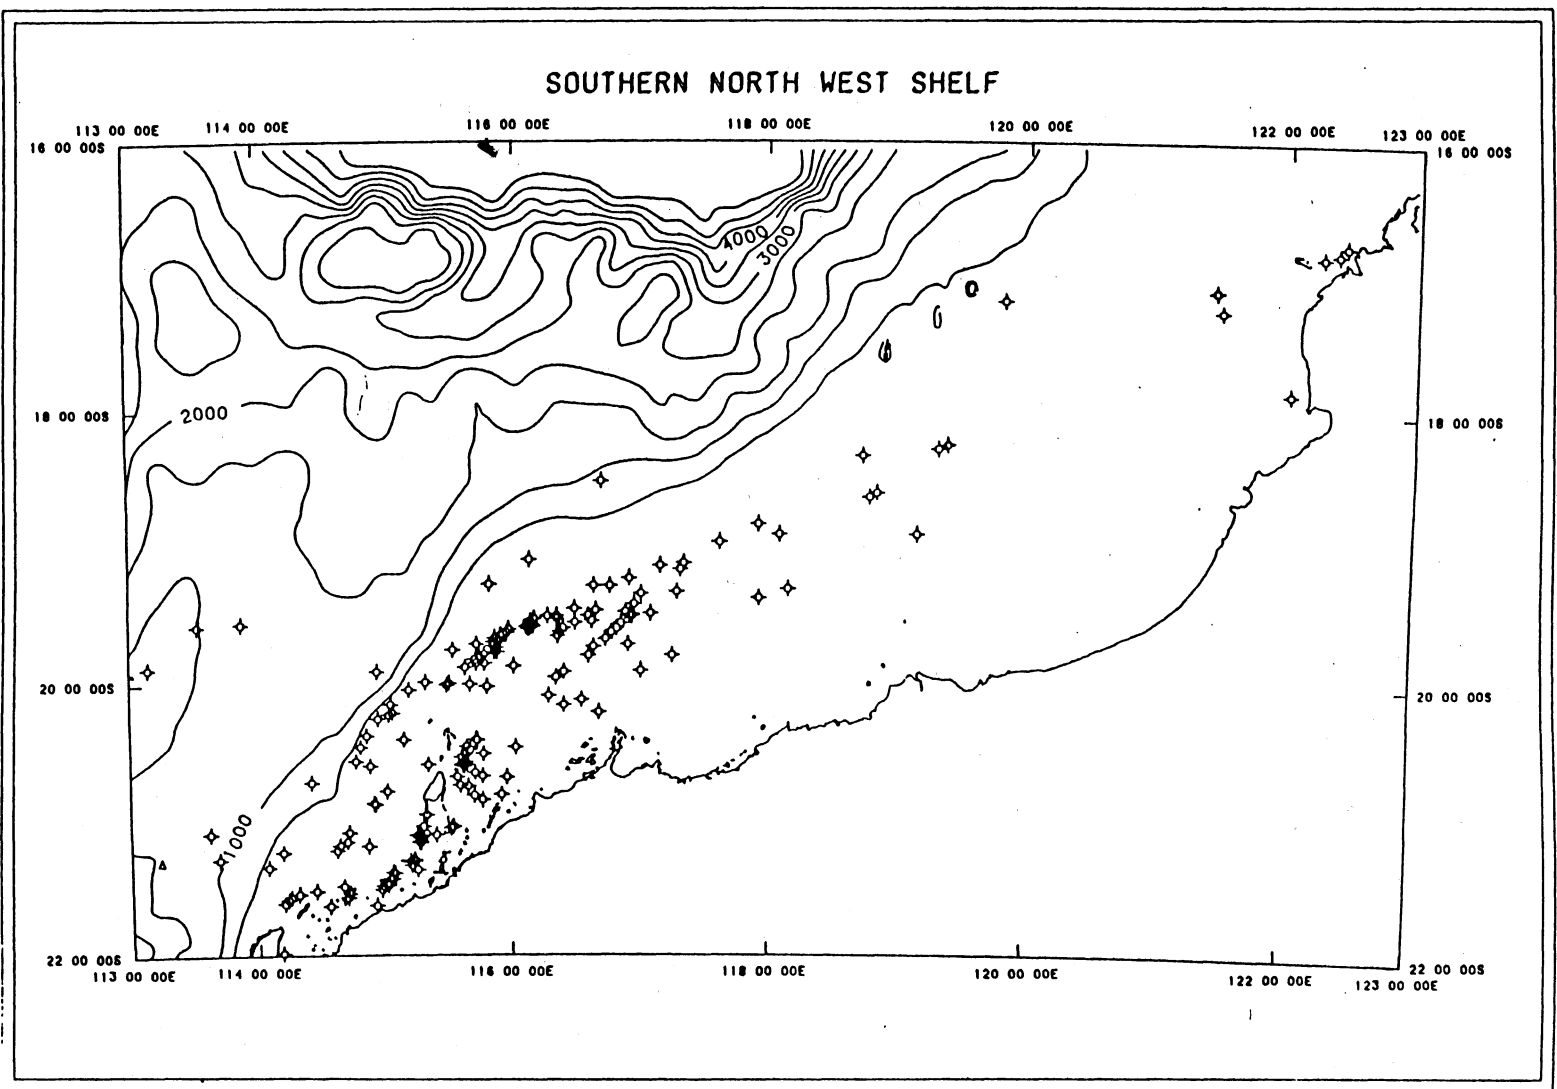 SOUTHERN NORTH WEST SHELF
113 00 00E 114 00 00E 116 00 00E 118 00 00E 120 00 00E 122 00 00E 123 00 00E
16 00 00S 16 00 00S
4000
3000
2000
18 00 00S 18 00 00S
20 00 00S 20 00 00S
1000
22 00 00S 22 00 00S
113 00 00E 114 00 00E 116 00 00E 118 00 00E 120 00 00E 122 00 00E 123 00 00E